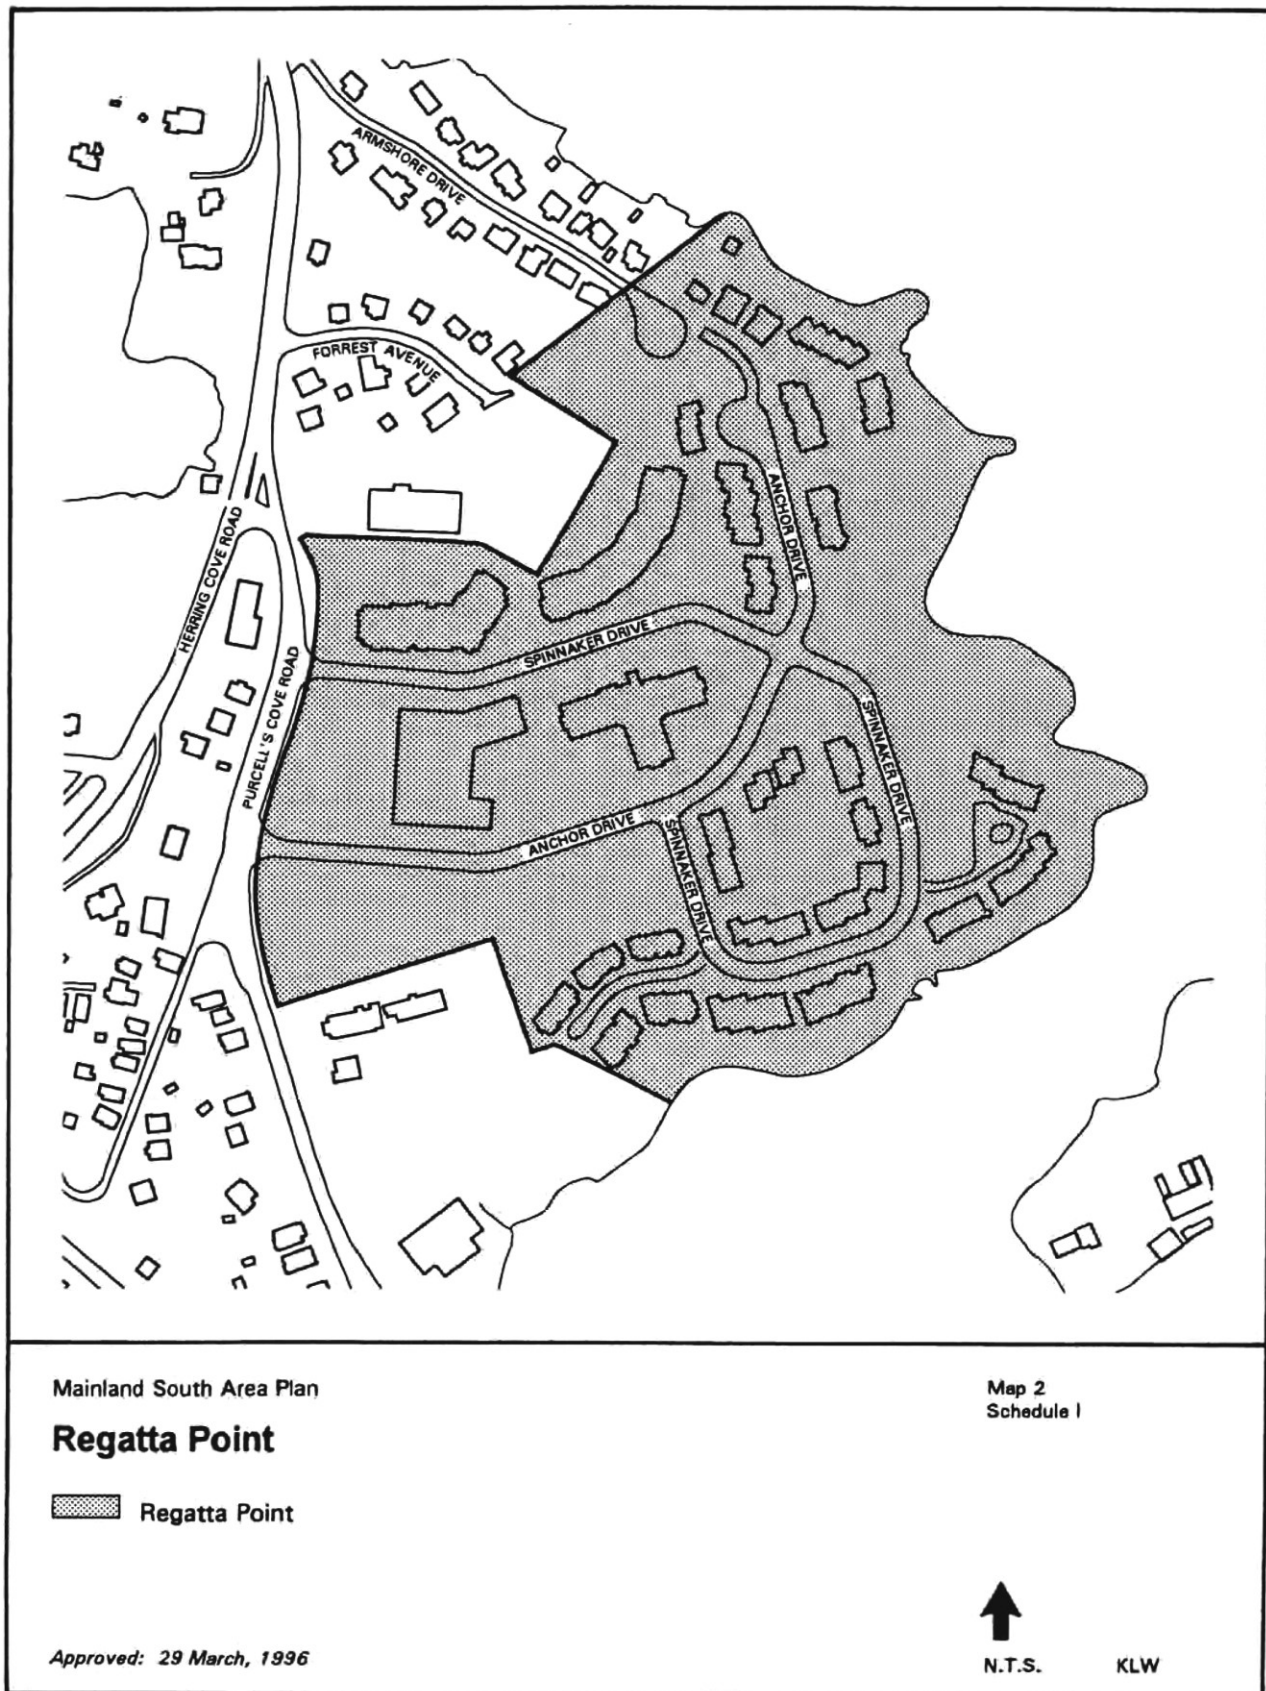 ARMSHORE DRIVE
FORREST AVENUE
ANCHOR DRIVE
HERRING COVE ROAD
SPINNAKER DRIVE
PURCELL'S COVE ROAD
SPINNAKER DRIVE
ANCHOR DRIVE
SPINNAKER DRIVE
Mainland South Area Plan
Map 2
Schedule I
Regatta Point
Regatta Point
Approved: 29 March, 1996
N.T.S.
KLW